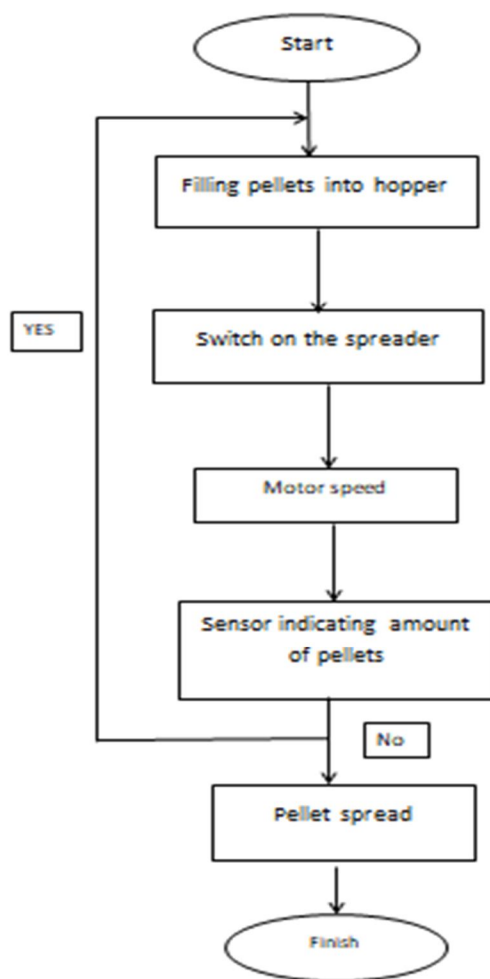 Start
Filling pellets into hopper
YES
Switch on the spreader
Motor speed
Sensor indicating amount
of pellets
No
Pellet spread
Finish